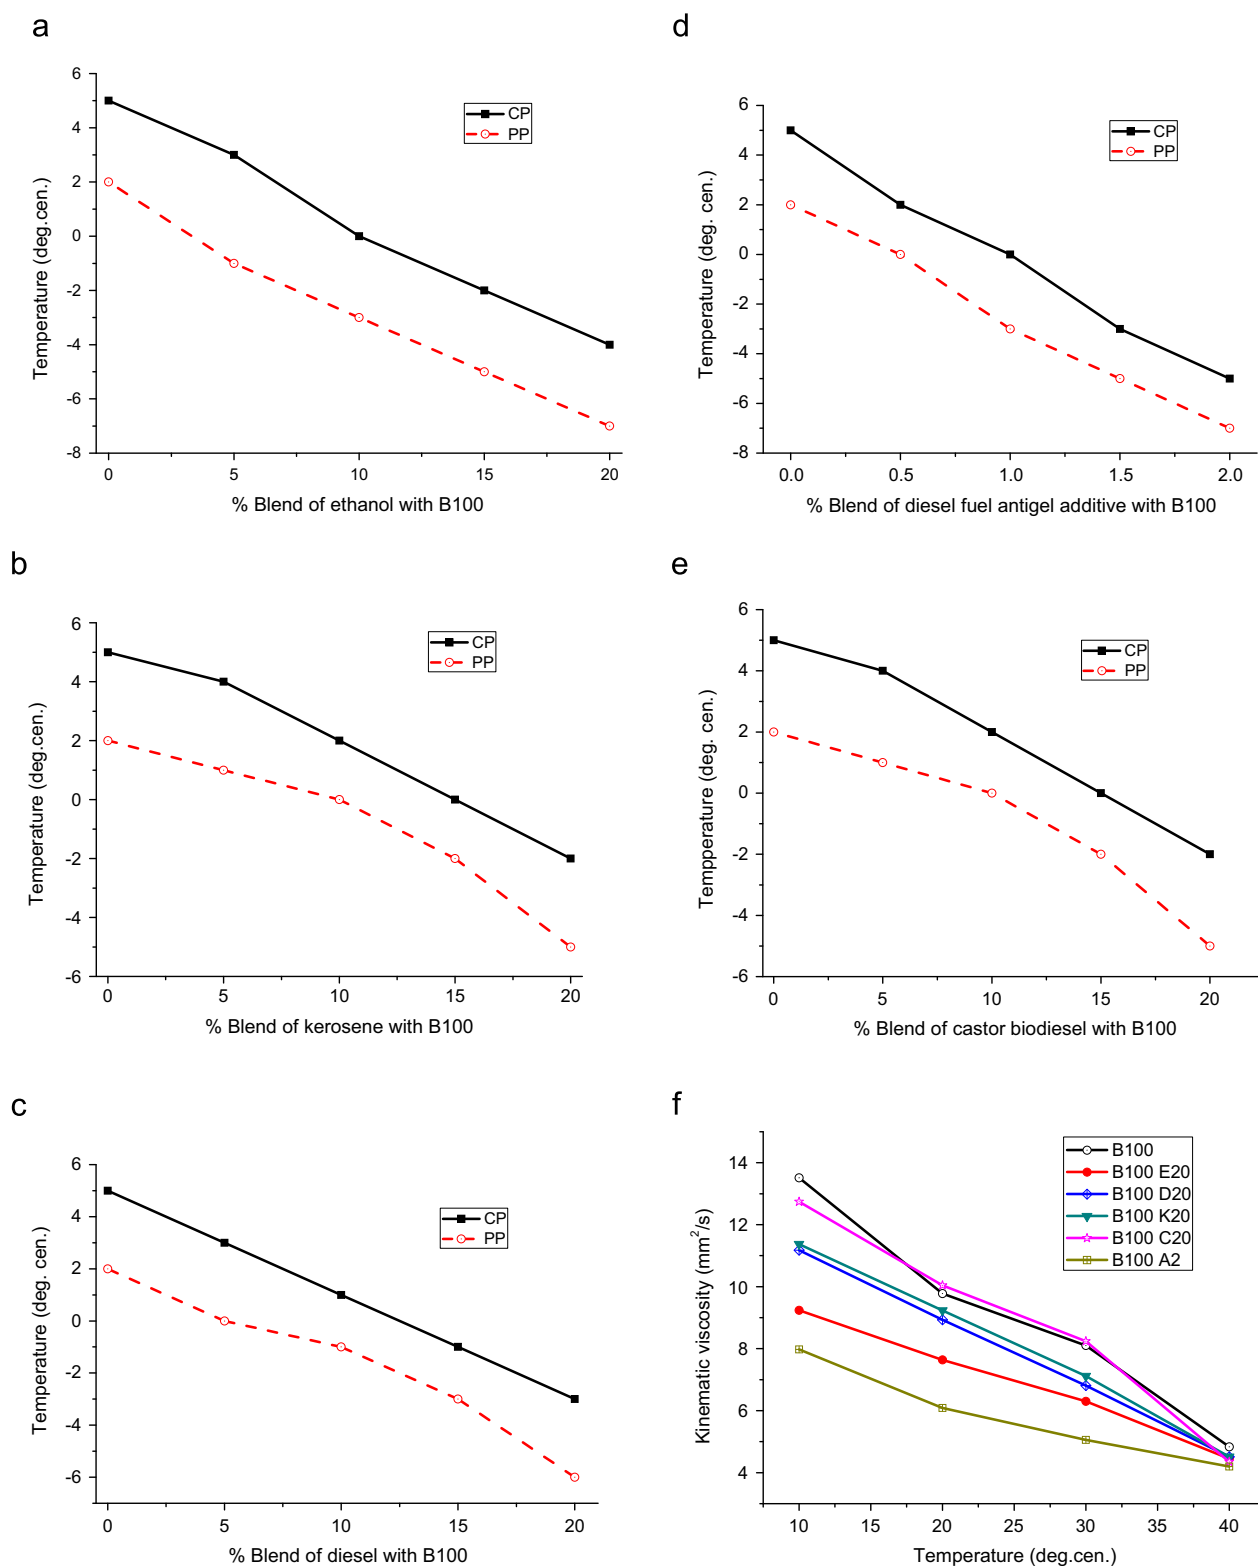 a
6
4
2
0
-2
-4
-6
-8
0
5
10
15
20
Temperature (deg.cen.)
% Blend of ethanol with B100
CP
PP
d
6
4
2
0
-2
-4
-6
-8
0.0
0.5
1.0
1.5
2.0
Temperature (deg. cen.)
% Blend of diesel fuel antigel additive with B100
CP
PP
b
6
4
2
0
-2
-4
-6
0
5
10
15
20
Temperature (deg.cen.)
% Blend of kerosene with B100
CP
PP
e
6
4
2
0
-2
-4
-6
0
5
10
15
20
Tempperature (deg. cen.)
% Blend of castor biodiesel with B100
CP
PP
c
6
4
2
0
-2
-4
-6
0
5
10
15
20
Temperature (deg. cen.)
% Blend of diesel with B100
CP
PP
f
14
12
10
8
6
4
10
15
20
25
30
35
40
Kinematic viscosity (mm²/s)
Temperature (deg.cen.)
B100
B100 E20
B100 D20
B100 K20
B100 C20
B100 A2